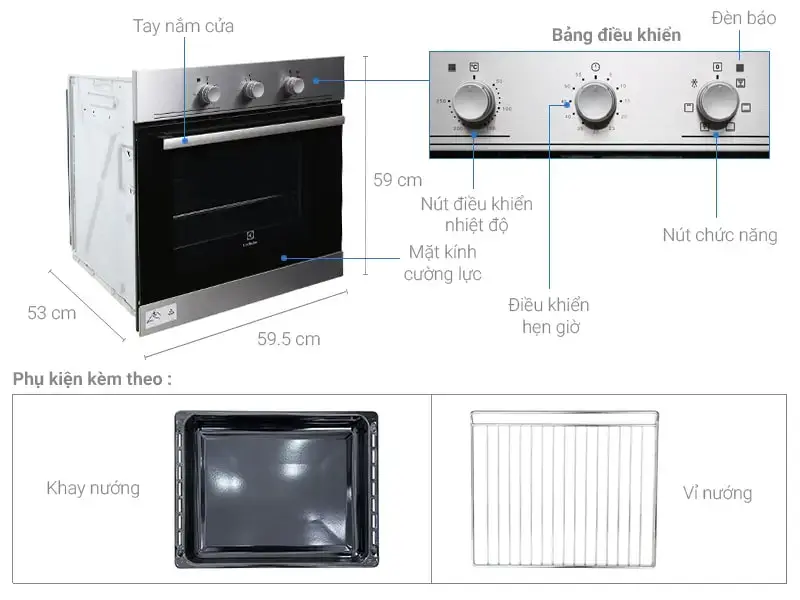 Đèn báo
Tay nắm cửa
Bảng điều khiển
59 cm
Nút điều khiển
nhiệt độ
Nút chức năng
Mặt kính
cường lực
Điều khiển
hẹn giờ
53 cm
59.5 cm
Phụ kiện kèm theo :
Khay nướng
Vỉ nướng